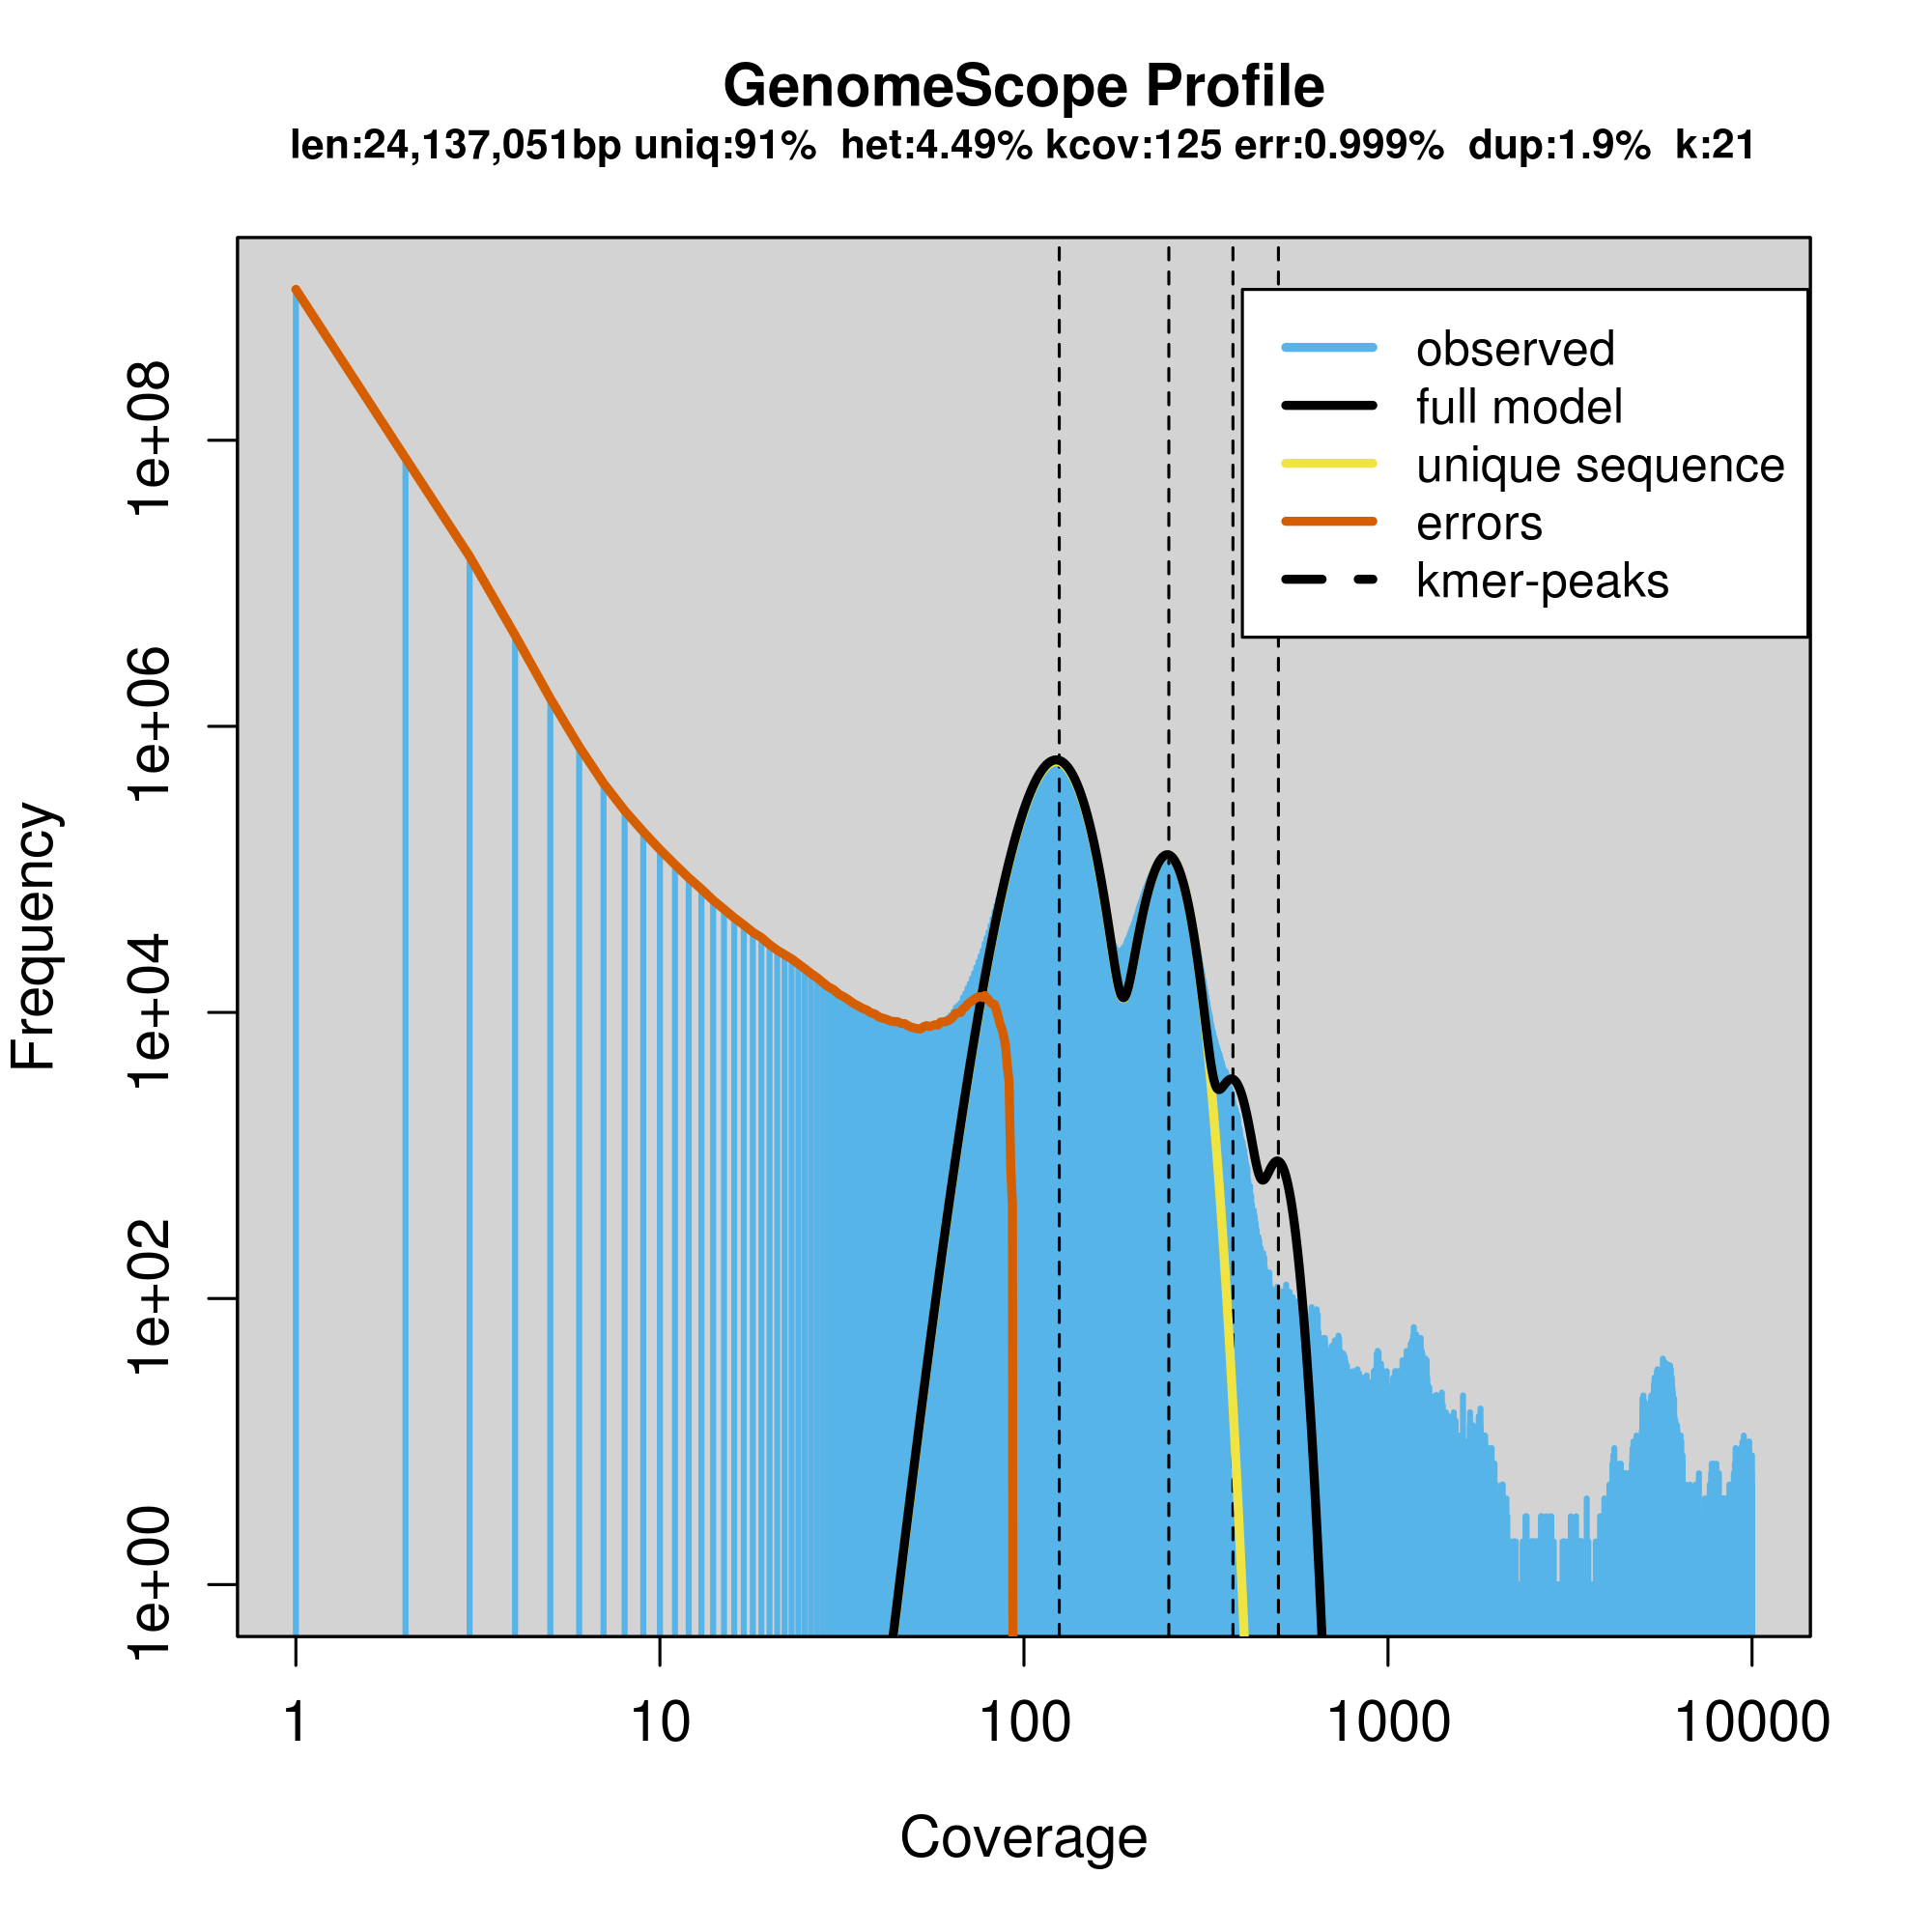 GenomeScope Profile
len:24,137,051bp uniq:91% het:4.49% kcov:125 err:0.999% dup:1.9% k:21
observed
full model
unique sequence
errors
kmer-peaks
Frequency
1e+08
1e+06
1e+04
1e+02
1e+00
1 10 100 1000 10000
Coverage